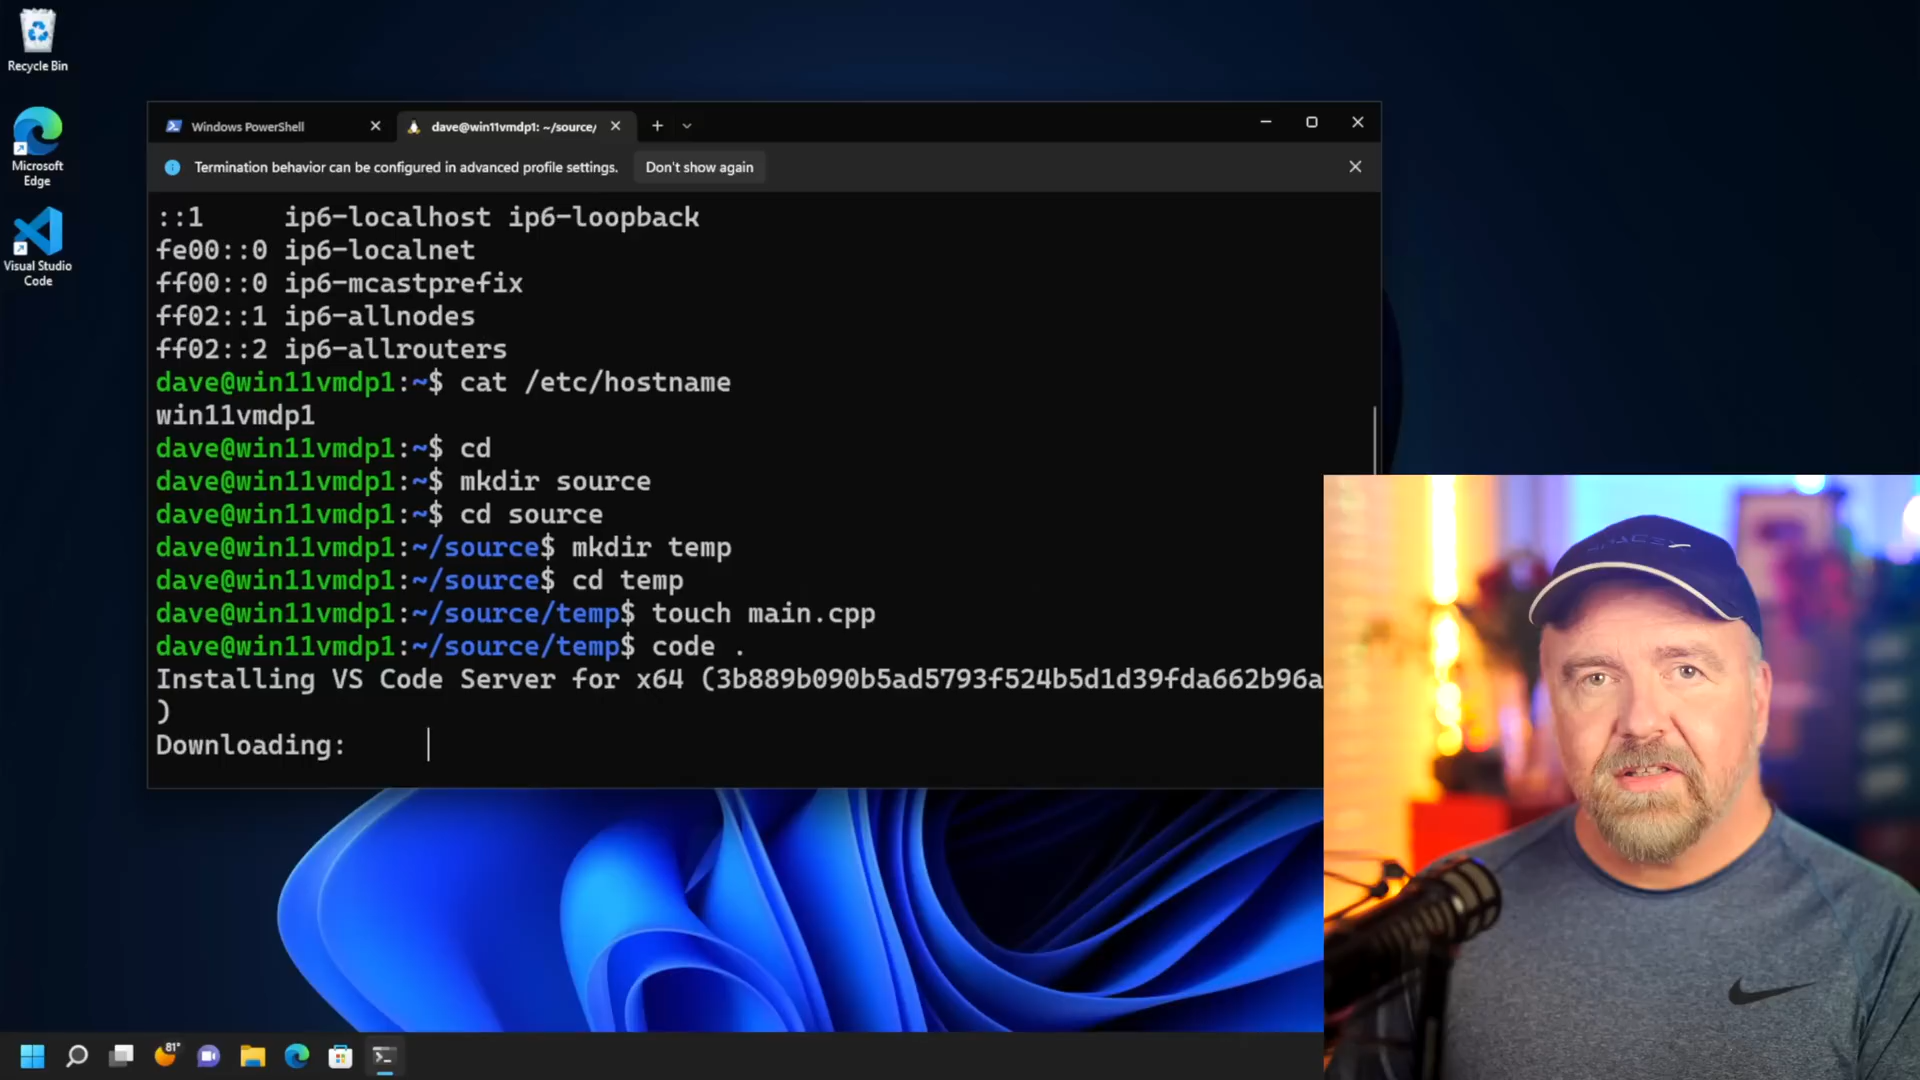 Recycle Bin
Microsoft
Edge
Visual Studio
Code
Windows PowerShell
dave@win11vmdp1: ~/source/
Termination behavior can be configured in advanced profile settings.
Don't show again
::1     ip6-localhost ip6-loopback
fe00::0 ip6-localnet
ff00::0 ip6-mcastprefix
ff02::1 ip6-allnodes
ff02::2 ip6-allrouters
dave@win11vmdp1:~$ cat /etc/hostname
win11vmdp1
dave@win11vmdp1:~$ cd
dave@win11vmdp1:~$ mkdir source
dave@win11vmdp1:~$ cd source
dave@win11vmdp1:~/source$ mkdir temp
dave@win11vmdp1:~/source$ cd temp
dave@win11vmdp1:~/source/temp$ touch main.cpp
dave@win11vmdp1:~/source/temp$ code .
Installing VS Code Server for x64 (3b889b090b5ad5793f524b5d1d39fda662b96a
)
Downloading:
SPACEX
81°